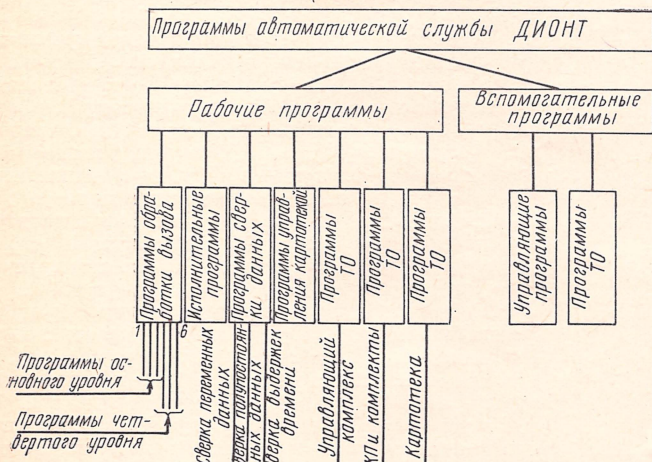 Программы автоматической службы ДИОНТ
Рабочие программы
Вспомогательные
программы
Программы обра-
ботки вызова
Исполнительные
программы
Программы свер-
ки данных
Программы управ-
ления картотекой
Программы
ТО
Программы
ТО
Программы
ТО
Управляющие
программы
Программы
ТО
1
6
Программы ос-
новного уровня
Программы чет-
вертого уровня
сверка переменных
данных
данных
выдержек
времени
Управляющий
комплекс
комплекты
Картотека